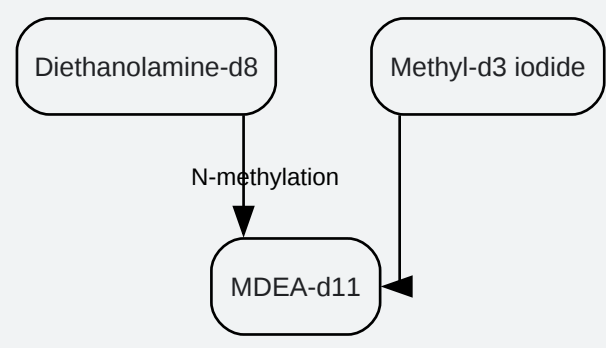 Diethanolamine-d8
Methyl-d3 iodide
N-methylation
MDEA-d11